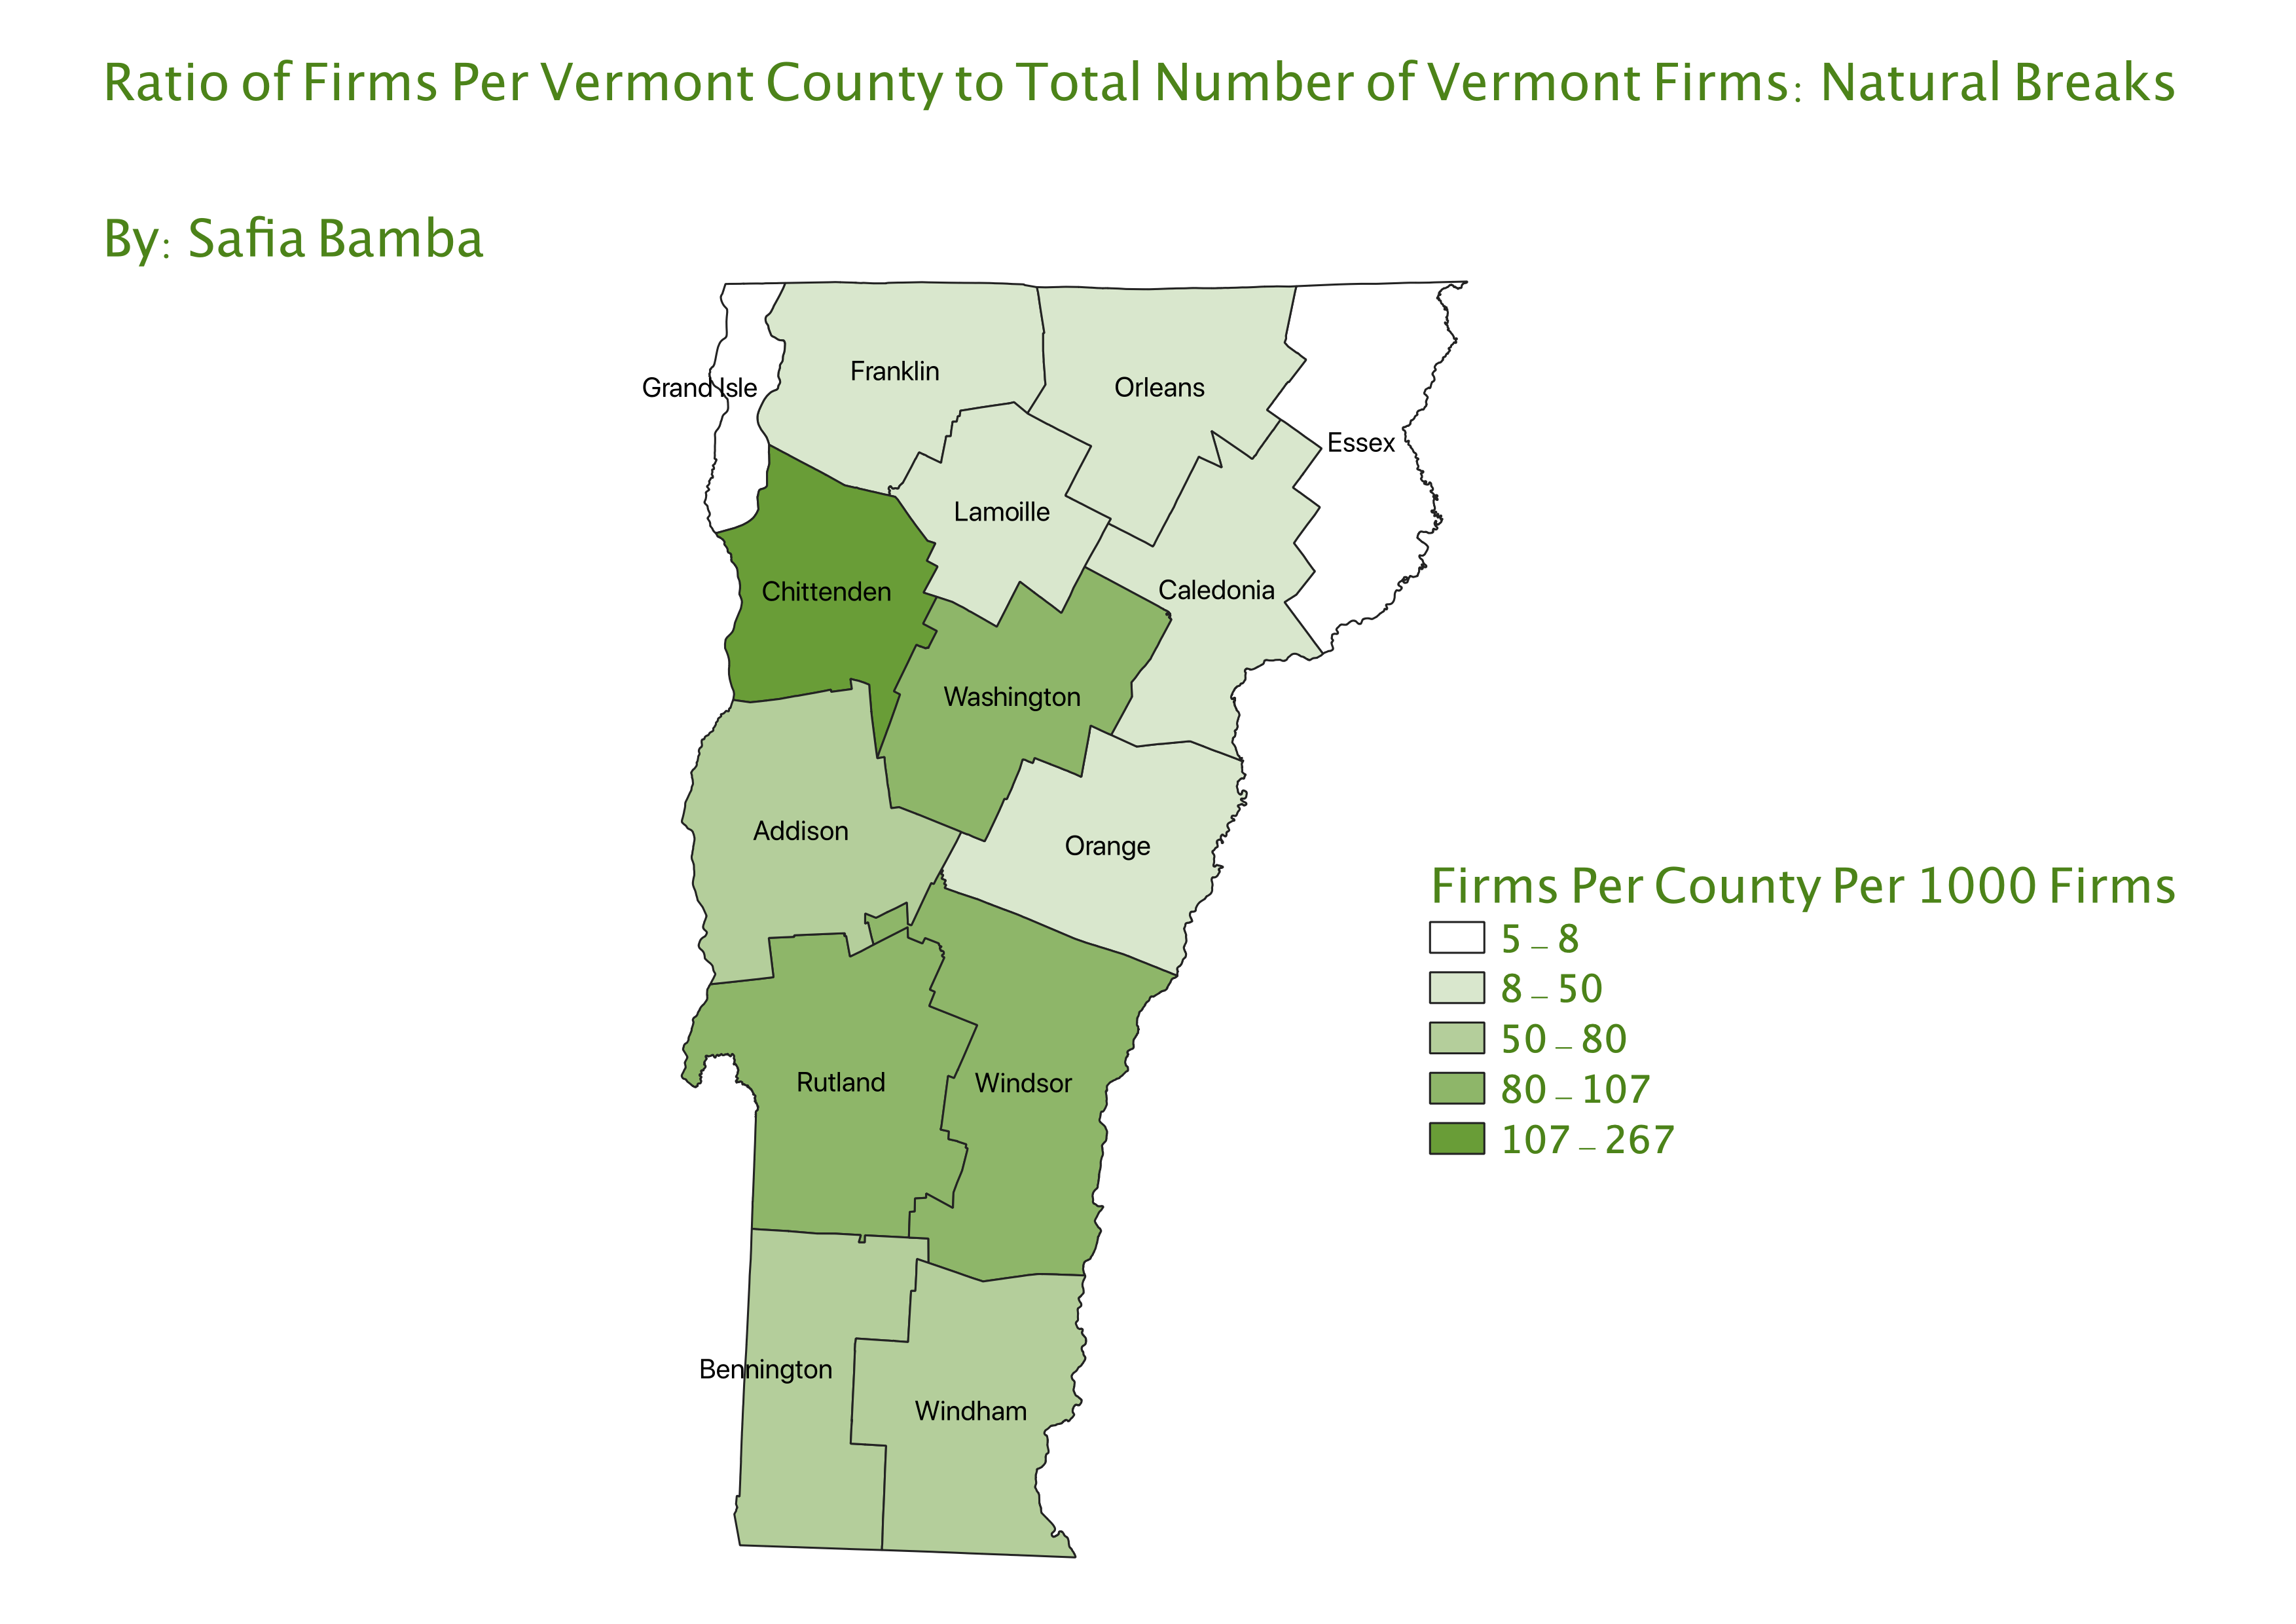 Ratio of Firms Per Vermont County to Total Number of Vermont Firms: Natural Breaks
By: Safia Bamba
Franklin
Grand Isle
Orleans
Essex
Lamoille
Chittenden
Caledonia
Washington
Addison
Orange
Firms Per County Per 1000 Firms
5 – 8
8 – 50
50 – 80
80 – 107
107 – 267
Rutland
Windsor
Bennington
Windham